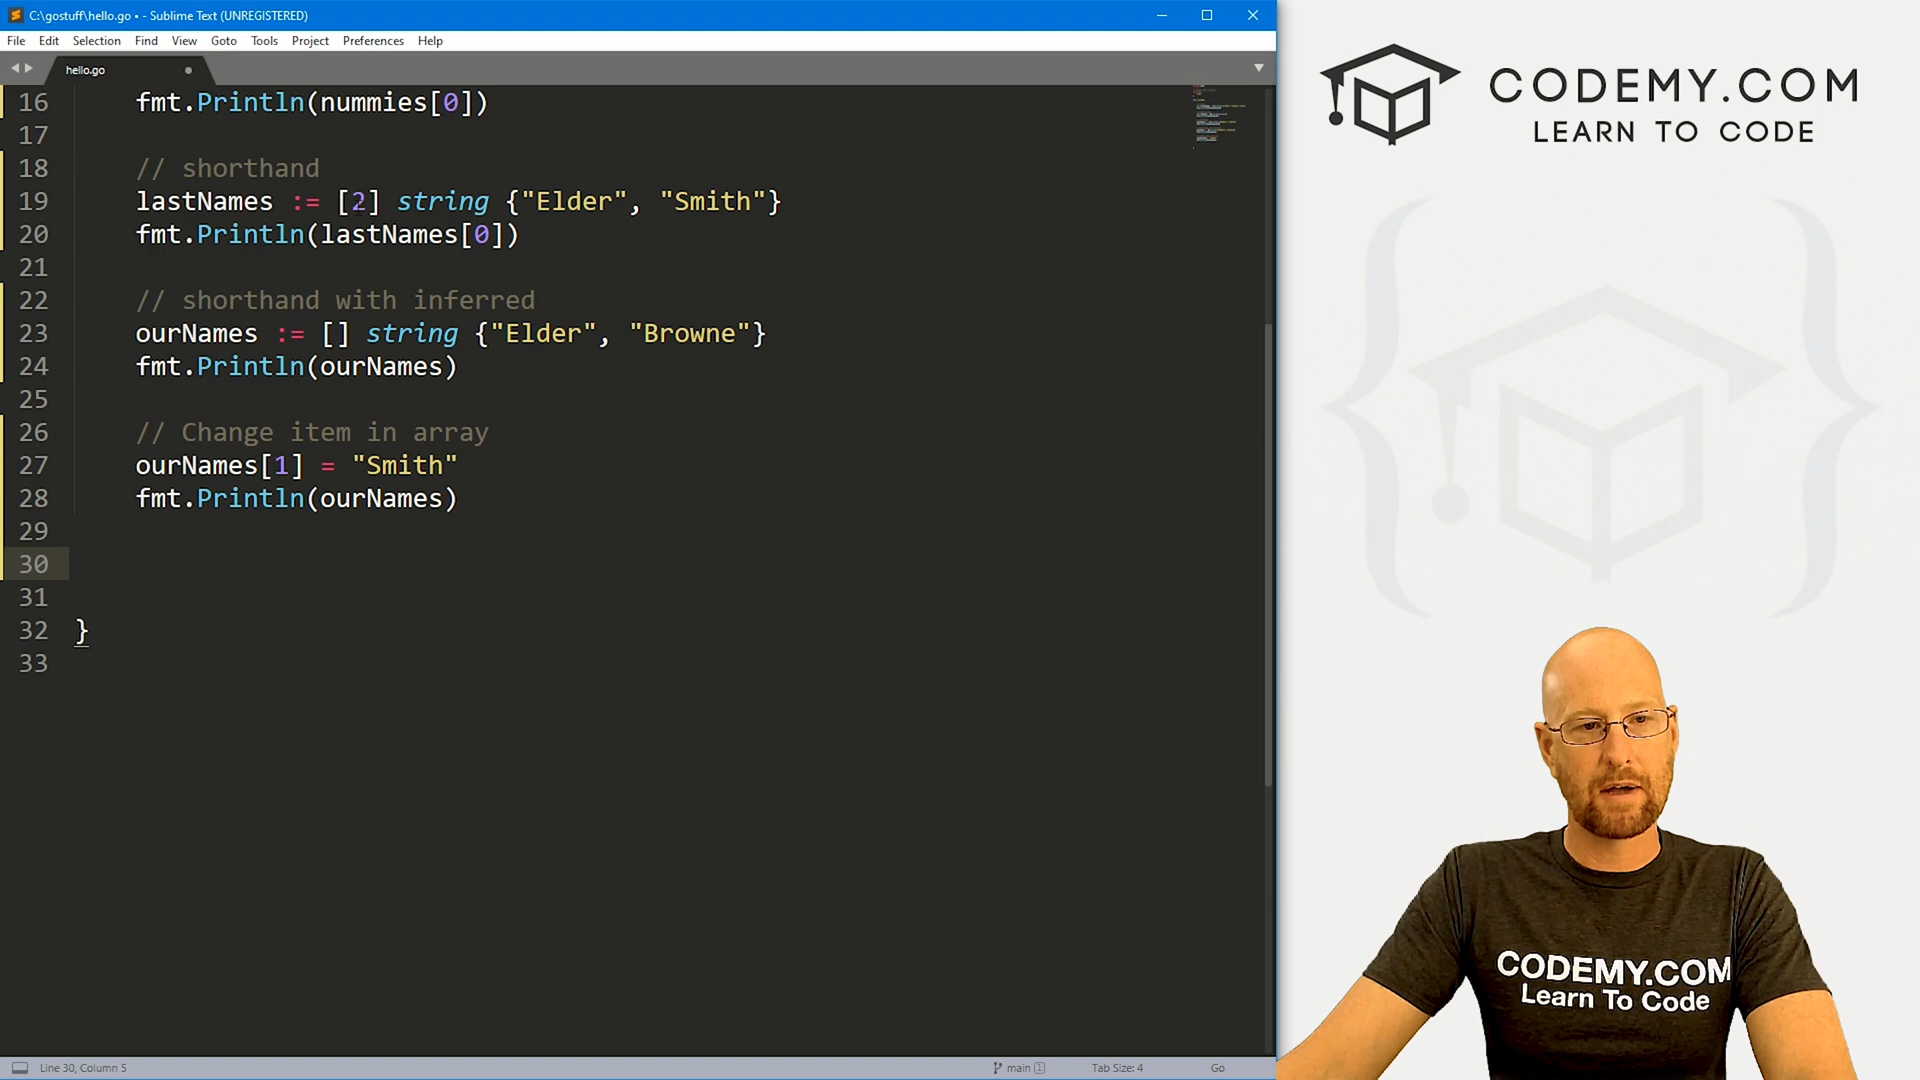 C:\gostuff\hello.go • - Sublime Text (UNREGISTERED)
File Edit Selection Find View Goto Tools Project Preferences Help
hello.go
16 fmt.Println(nummies[0])
17
18 // shorthand
19 lastNames := [2] string {"Elder", "Smith"}
20 fmt.Println(lastNames[0])
21
22 // shorthand with inferred
23 ourNames := [] string {"Elder", "Browne"}
24 fmt.Println(ourNames)
25
26 // Change item in array
27 ourNames[1] = "Smith"
28 fmt.Println(ourNames)
29
30
31
32 }
33
Line 30, Column 5
main 1
Tab Size: 4
Go
CODEMY.COM
LEARN TO CODE
CODEMY.COM
Learn To Code